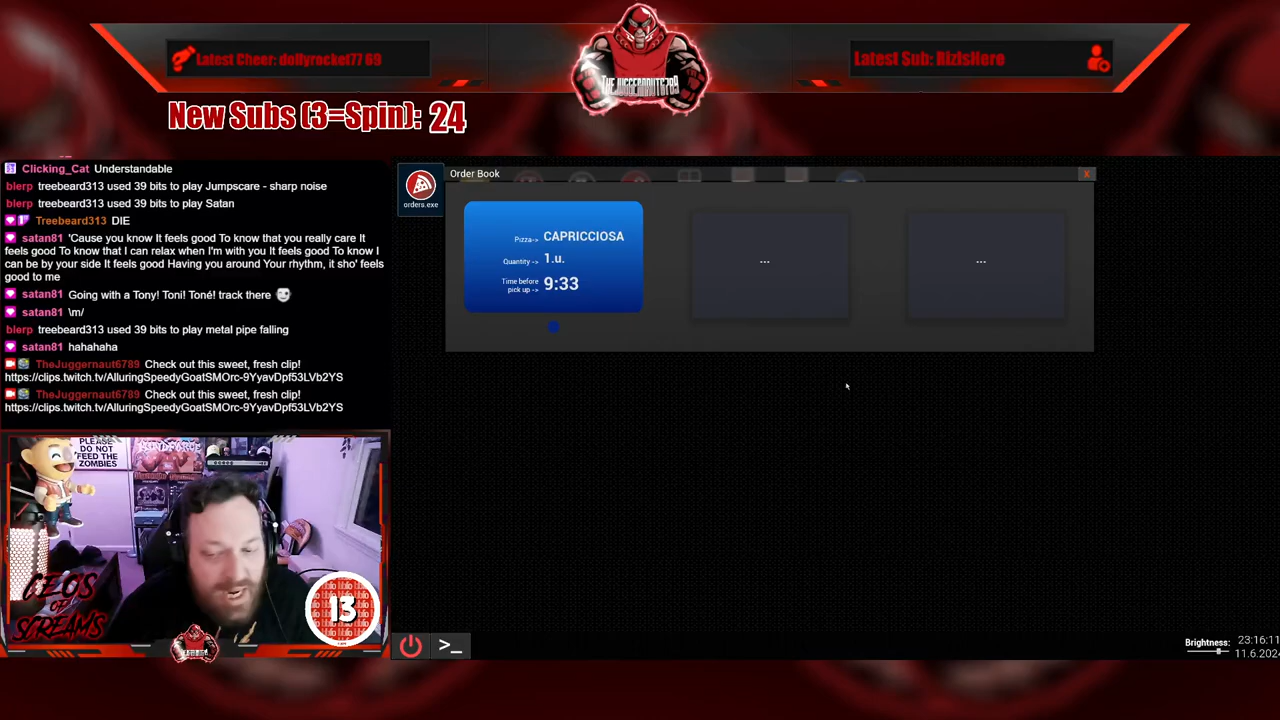 Latest Cheer: dollyrocket77 69
THEJUGGERNAUT6789
Latest Sub: RizIsHere
New Subs (3=Spin): 24
Clicking_Cat Understandable
blerp treebeard313 used 39 bits to play Jumpscare - sharp noise
blerp treebeard313 used 39 bits to play Satan
Treebeard313 DIE
satan81 'Cause you know It feels good To know that you really care It
feels good To know that I can relax when I'm with you It feels good To know I
can be by your side It feels good Having you around Your rhythm, it sho' feels
good to me
satan81 Going with a Tony! Toni! Toné! track there
satan81 \m/
blerp treebeard313 used 39 bits to play metal pipe falling
satan81 hahahaha
TheJuggernaut6789 Check out this sweet, fresh clip!
https://clips.twitch.tv/AlluringSpeedyGoatSMOrc-9YyavDpf53LVb2YS
TheJuggernaut6789 Check out this sweet, fresh clip!
https://clips.twitch.tv/AlluringSpeedyGoatSMOrc-9YyavDpf53LVb2YS
orders.exe
Order Book
X
Pizza-> CAPRICCIOSA
Quantity -> 1.u.
Time before
pick up -> 9:33
...
...
PLEASE
DO NOT
FEED THE
ZOMBIES
CEO'S
OF
SCREAMS
13
>_
Brightness:
23:16:11
11.6.2024